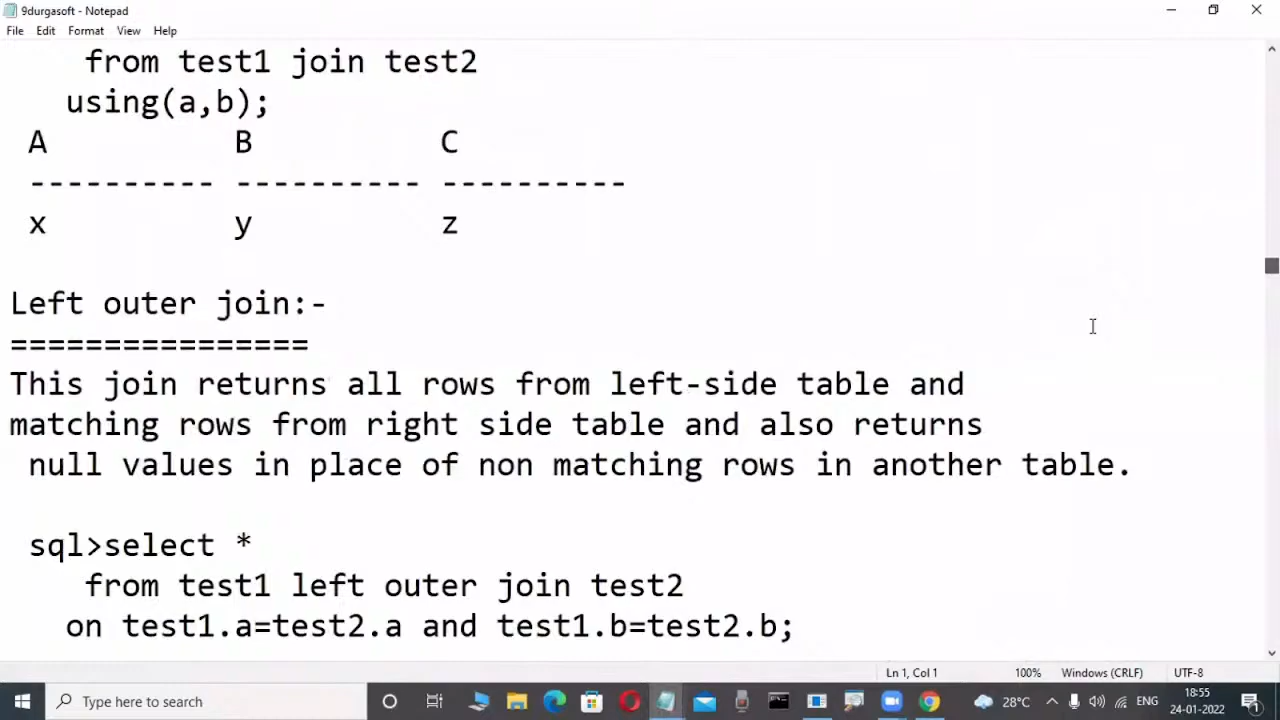 9durgasoft - Notepad
File Edit Format View Help
from test1 join test2
using(a,b);
A B C
---------- ---------- ----------
x y z
Left outer join:-
================
This join returns all rows from left-side table and
matching rows from right side table and also returns
null values in place of non matching rows in another table.
sql>select *
from test1 left outer join test2
on test1.a=test2.a and test1.b=test2.b;
Ln 1, Col 1 100% Windows (CRLF) UTF-8
Type here to search 28°C ENG 18:55
24-01-2022 1